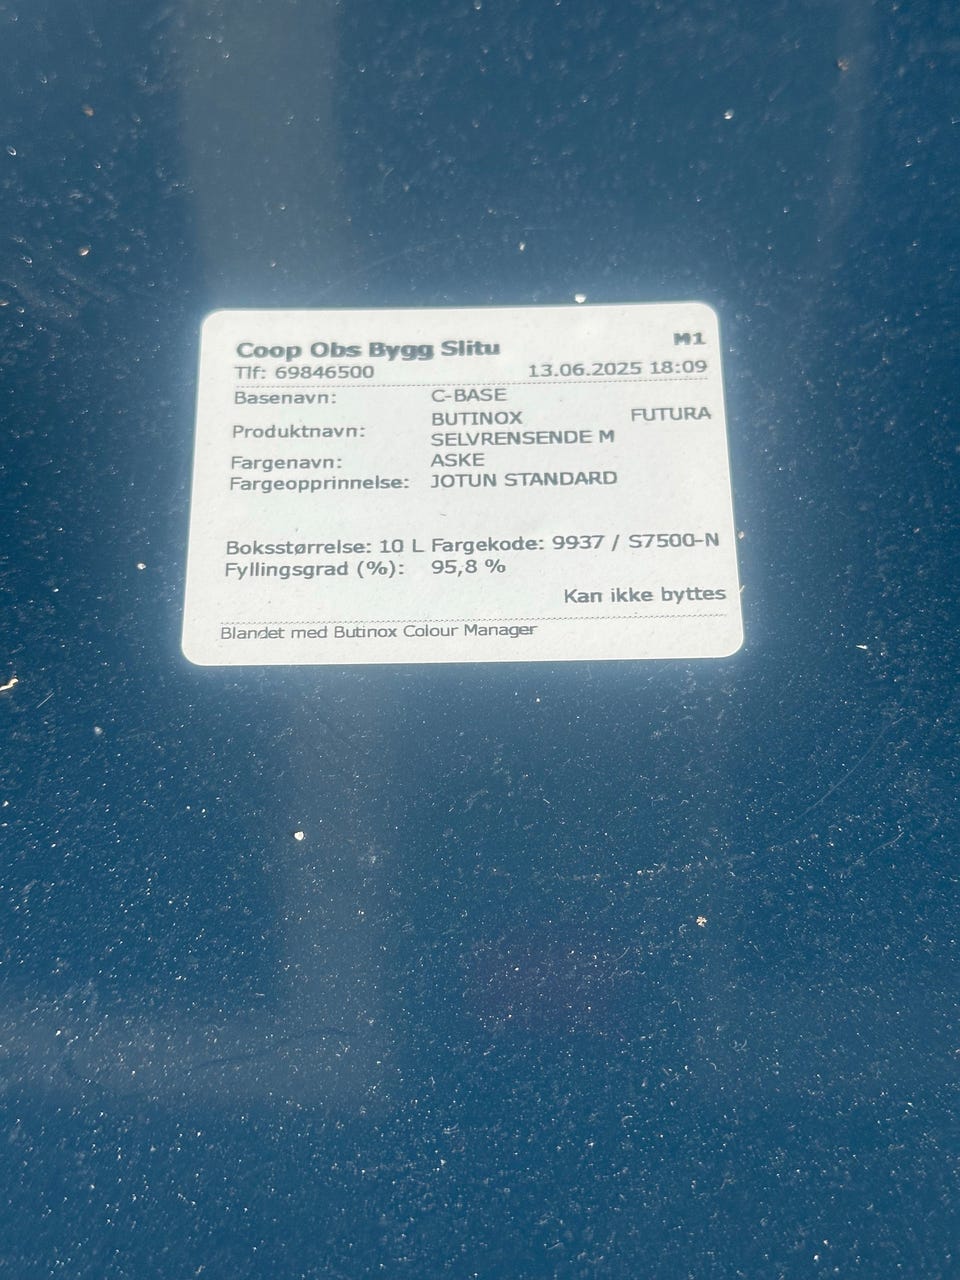 Coop Obs Bygg Slitu M1
Tlf: 69846500 13.06.2025 18:09
Basenavn: C-BASE
Produktnavn: BUTINOX FUTURA
SELVRENSENDE M
Fargenavn: ASKE
Fargeopprinnelse: JOTUN STANDARD
Boksstørrelse: 10 L Fargekode: 9937 / S7500-N
Fyllingsgrad (%): 95,8 %
Kan ikke byttes
Blandet med Butinox Colour Manager